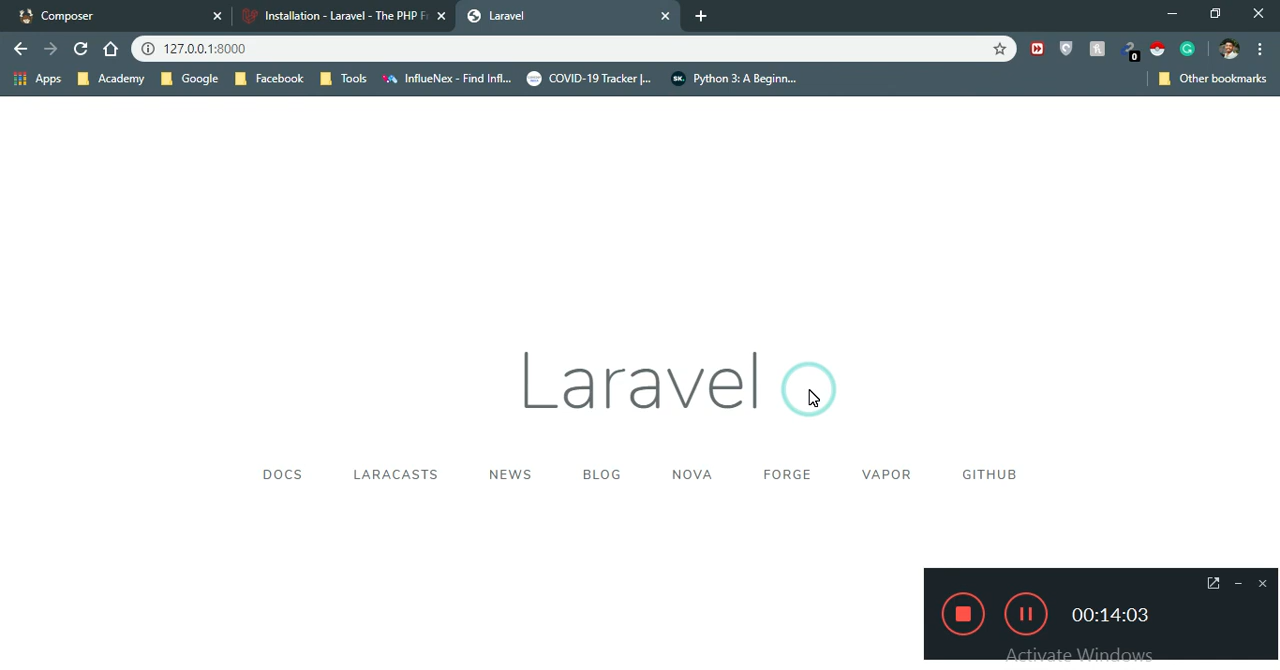 Composer
Installation - Laravel - The PHP F
Laravel
127.0.0.1:8000
0
Apps
Academy
Google
Facebook
Tools
InflueNex - Find Infl...
COVID-19 Tracker |...
SK.
Python 3: A Beginn...
Other bookmarks
Laravel
DOCS
LARACASTS
NEWS
BLOG
NOVA
FORGE
VAPOR
GITHUB
00:14:03
Activate Windows